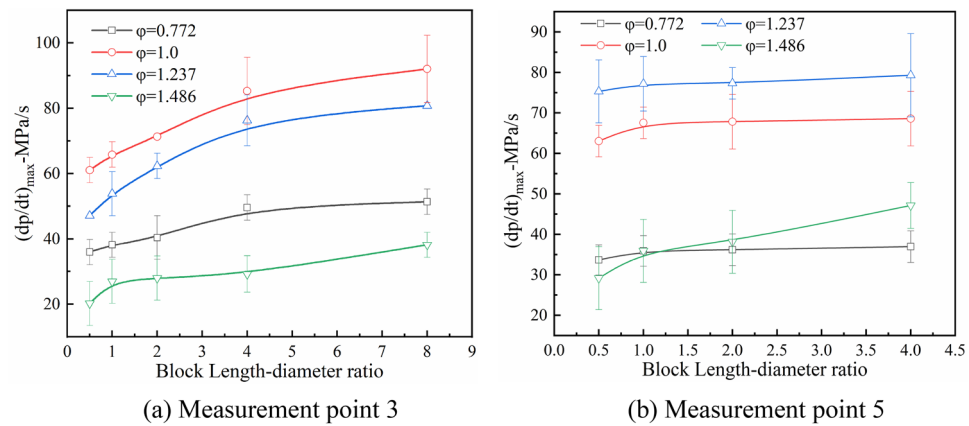 φ=0.772
φ=1.0
φ=1.237
φ=1.486
(dp/dt)max-MPa/s
100
80
60
40
20
0 1 2 3 4 5 6 7 8 9
Block Length-diameter ratio
(a) Measurement point 3
φ=0.772 φ=1.237
φ=1.0 φ=1.486
(dp/dt)max-MPa/s
90
80
70
60
50
40
30
20
0.0 0.5 1.0 1.5 2.0 2.5 3.0 3.5 4.0 4.5
Block Length-diameter ratio
(b) Measurement point 5